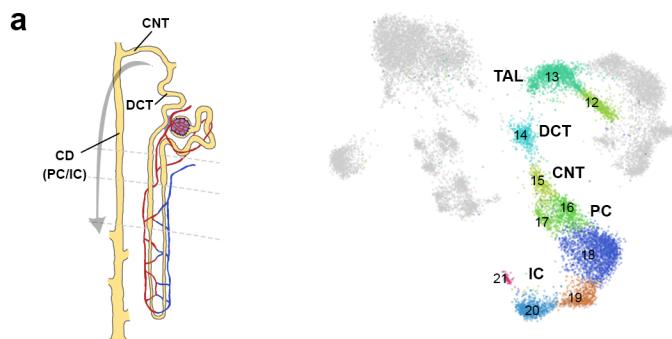 a
CNT
DCT
CD
(PC/IC)
TAL
13
12
14
DCT
15
CNT
16
PC
17
18
21
IC
19
20